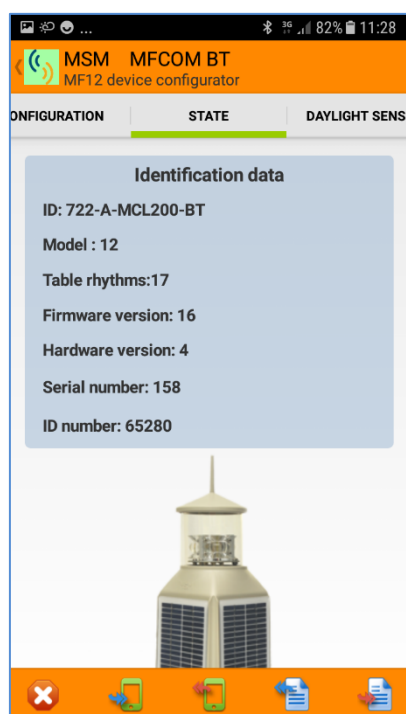 ... 3G 82% 11:28
MSM MFCOM BT
MF12 device configurator
ONFIGURATION STATE DAYLIGHT SENS
Identification data
ID: 722-A-MCL200-BT
Model : 12
Table rhythms:17
Firmware version: 16
Hardware version: 4
Serial number: 158
ID number: 65280